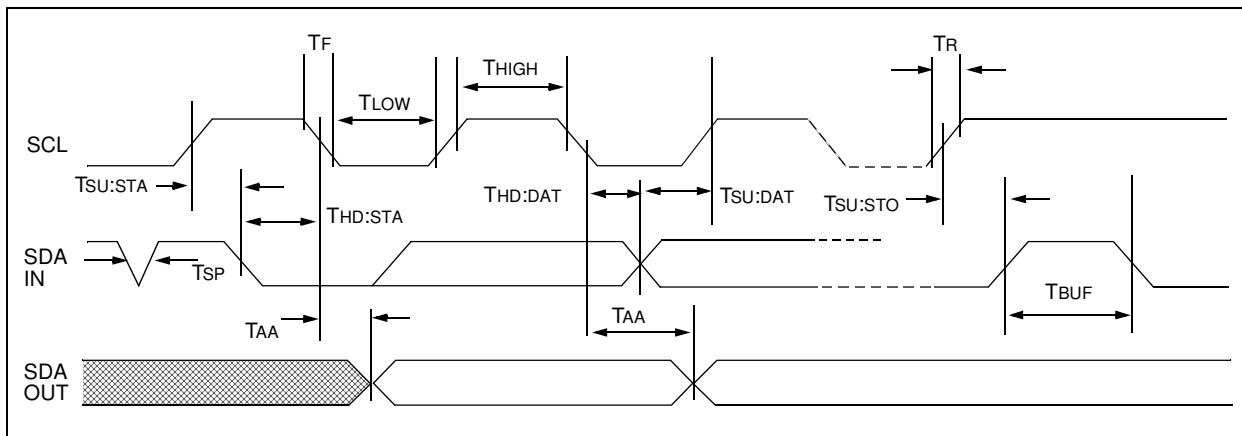 TF
TR
THIGH
TLOW
SCL
TSU:STA
THD:DAT
TSU:DAT
TSU:STO
THD:STA
SDA
IN
TSP
TBUF
TAA
TAA
SDA
OUT